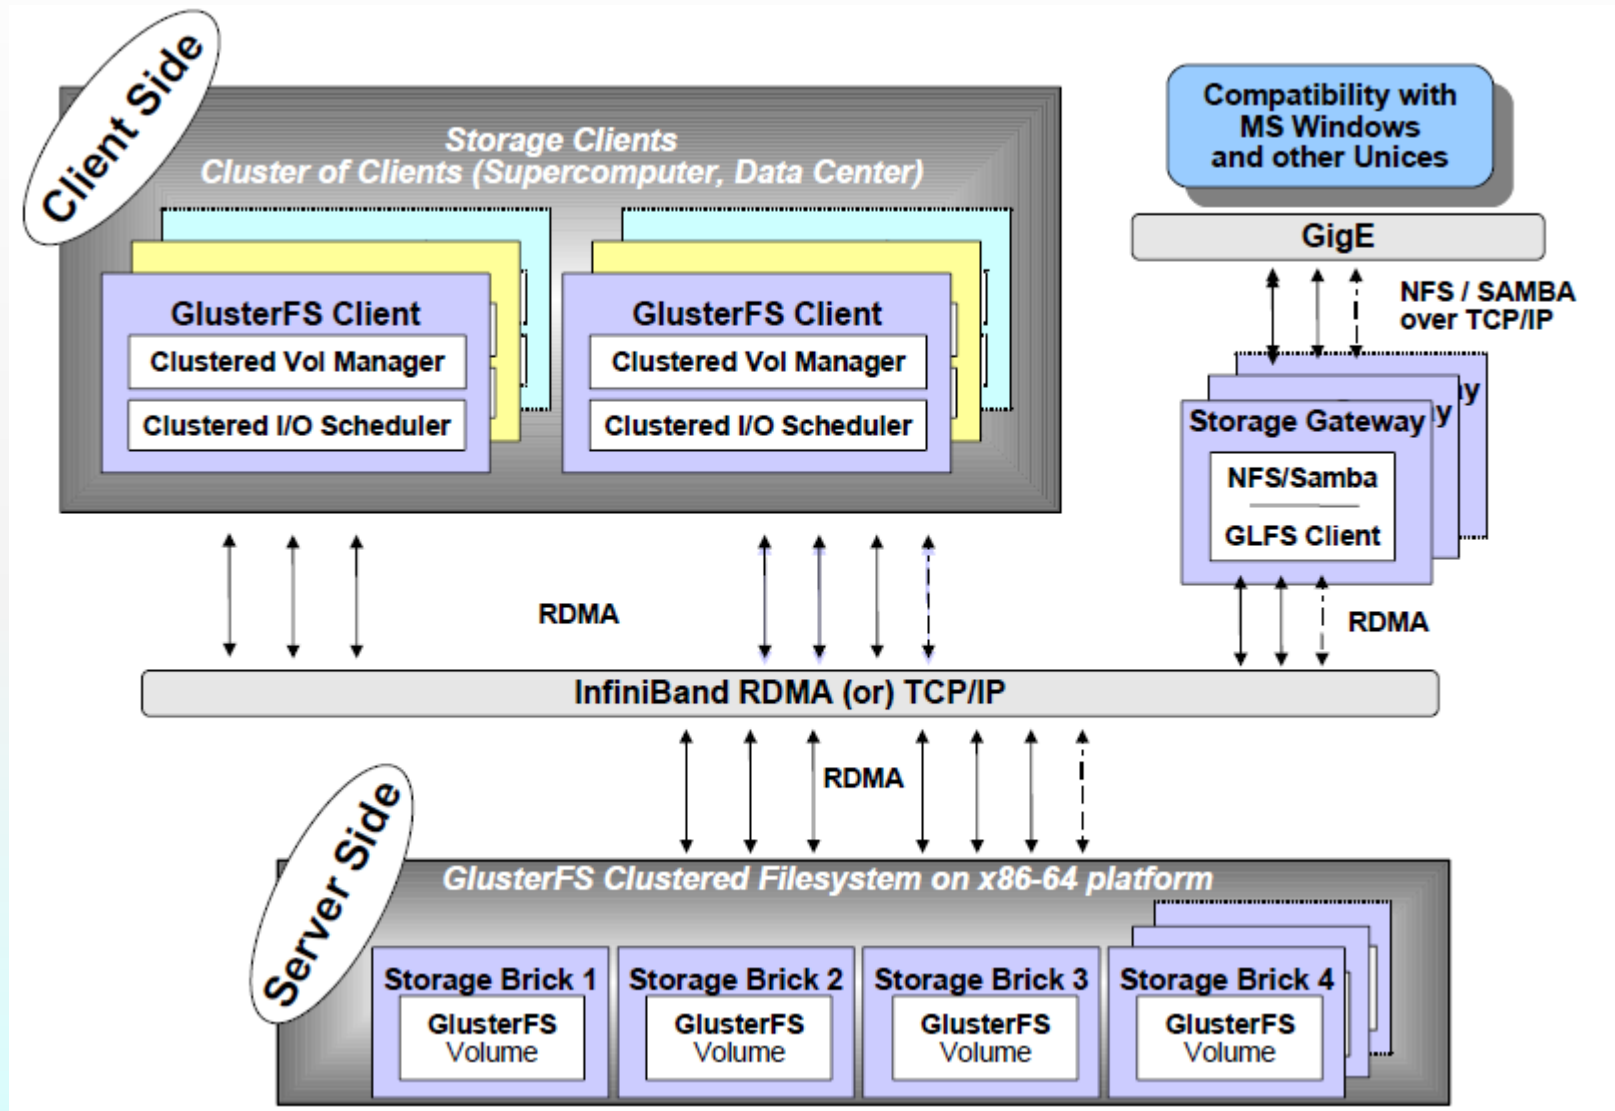 Client Side
Storage Clients
Cluster of Clients (Supercomputer, Data Center)
GlusterFS Client
Clustered Vol Manager
Clustered I/O Scheduler
GlusterFS Client
Clustered Vol Manager
Clustered I/O Scheduler
Compatibility with
MS Windows
and other Unices
GigE
NFS / SAMBA
over TCP/IP
y
y
Storage Gateway
NFS/Samba
GLFS Client
RDMA
RDMA
InfiniBand RDMA (or) TCP/IP
RDMA
Server Side
GlusterFS Clustered Filesystem on x86-64 platform
Storage Brick 1
GlusterFS
Volume
Storage Brick 2
GlusterFS
Volume
Storage Brick 3
GlusterFS
Volume
Storage Brick 4
GlusterFS
Volume